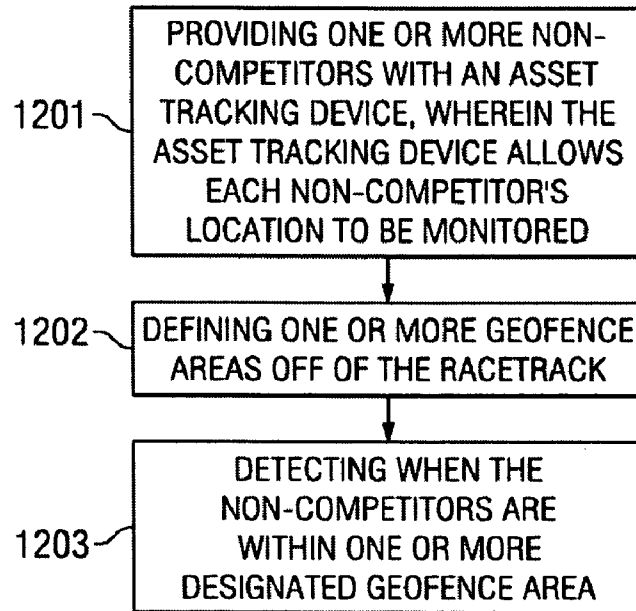 PROVIDING ONE OR MORE NON-
COMPETITORS WITH AN ASSET
TRACKING DEVICE, WHEREIN THE
ASSET TRACKING DEVICE ALLOWS
EACH NON-COMPETITOR'S
LOCATION TO BE MONITORED
1201
DEFINING ONE OR MORE GEOFENCE
AREAS OFF OF THE RACETRACK
1202
DETECTING WHEN THE
NON-COMPETITORS ARE
WITHIN ONE OR MORE
DESIGNATED GEOFENCE AREA
1203